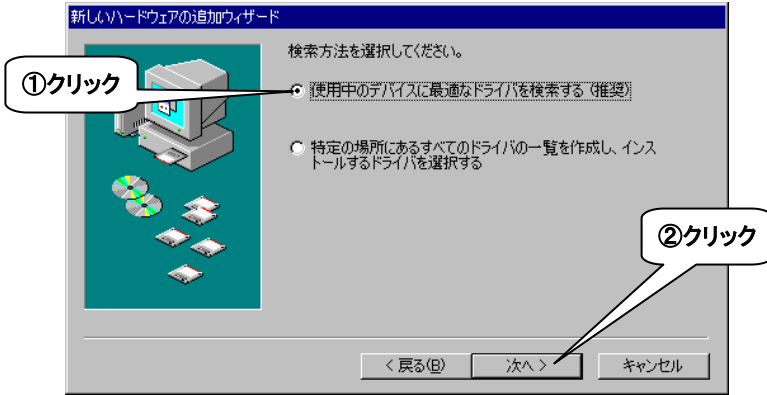 新しいハードウェアの追加ウィザード
検索方法を選択してください。
①クリック
使用中のデバイスに最適なドライバを検索する (推奨)
特定の場所にあるすべてのドライバの一覧を作成し、インス
トールするドライバを選択する
②クリック
< 戻る(B)
次へ >
キャンセル